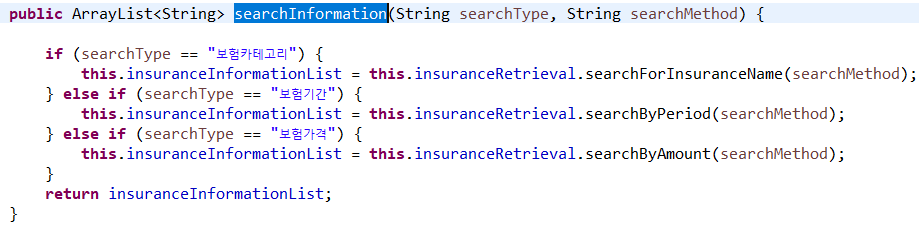 public ArrayList<String> searchInformation(String searchType, String searchMethod) {
if (searchType == "보험카테고리") {
this.insuranceInformationList = this.insuranceRetrieval.searchForInsuranceName(searchMethod);
} else if (searchType == "보험기간") {
this.insuranceInformationList = this.insuranceRetrieval.searchByPeriod(searchMethod);
} else if (searchType == "보험가격") {
this.insuranceInformationList = this.insuranceRetrieval.searchByAmount(searchMethod);
}
return insuranceInformationList;
}